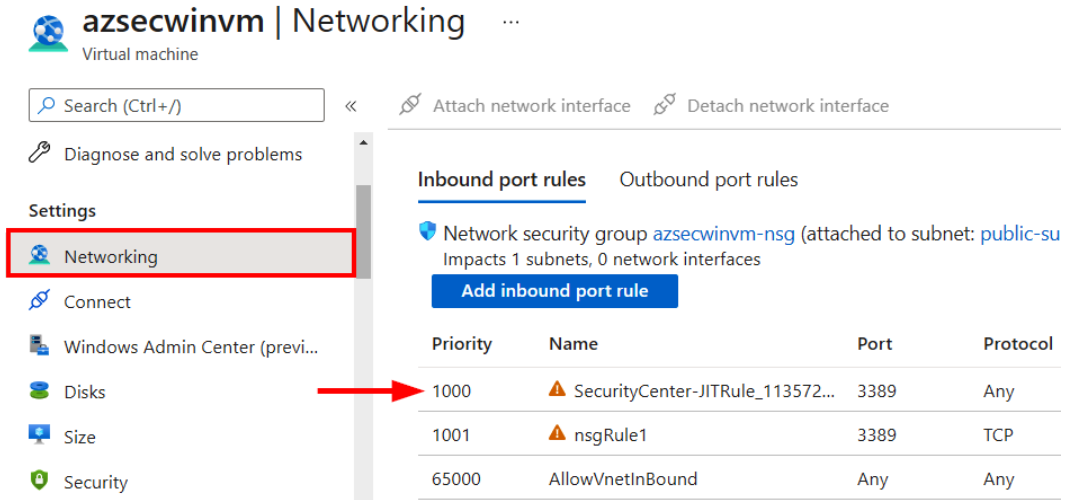 azsecwinvm | Networking ...
Virtual machine
Search (Ctrl+/)
«
Diagnose and solve problems
Settings
Networking
Connect
Windows Admin Center (previ...
Disks
Size
Security
Attach network interface Detach network interface
Inbound port rules Outbound port rules
Network security group azsecwinvm-nsg (attached to subnet: public-su
Impacts 1 subnets, 0 network interfaces
Add inbound port rule
Priority Name Port Protocol
1000 SecurityCenter-JITRule_113572... 3389 Any
1001 nsgRule1 3389 TCP
65000 AllowVnetInBound Any Any